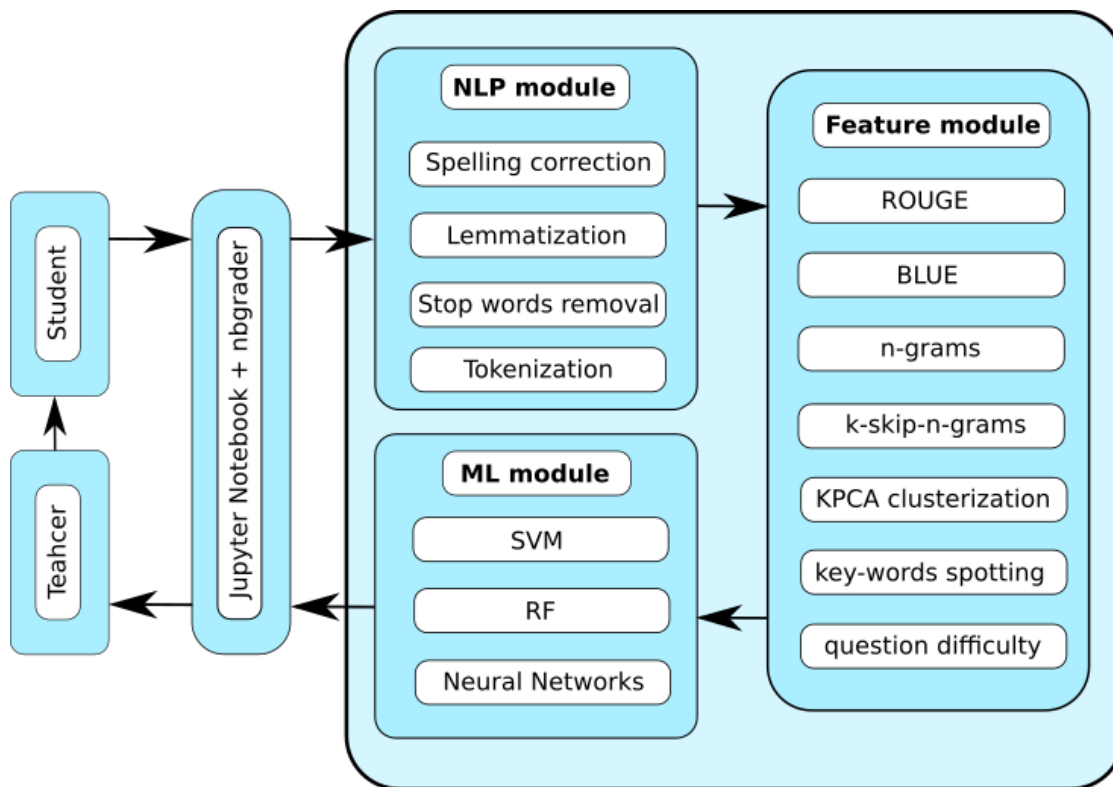 Student
Teahcer
Jupyter Notebook + nbgrader
NLP module
Spelling correction
Lemmatization
Stop words removal
Tokenization
ML module
SVM
RF
Neural Networks
Feature module
ROUGE
BLUE
n-grams
k-skip-n-grams
KPCA clusterization
key-words spotting
question difficulty